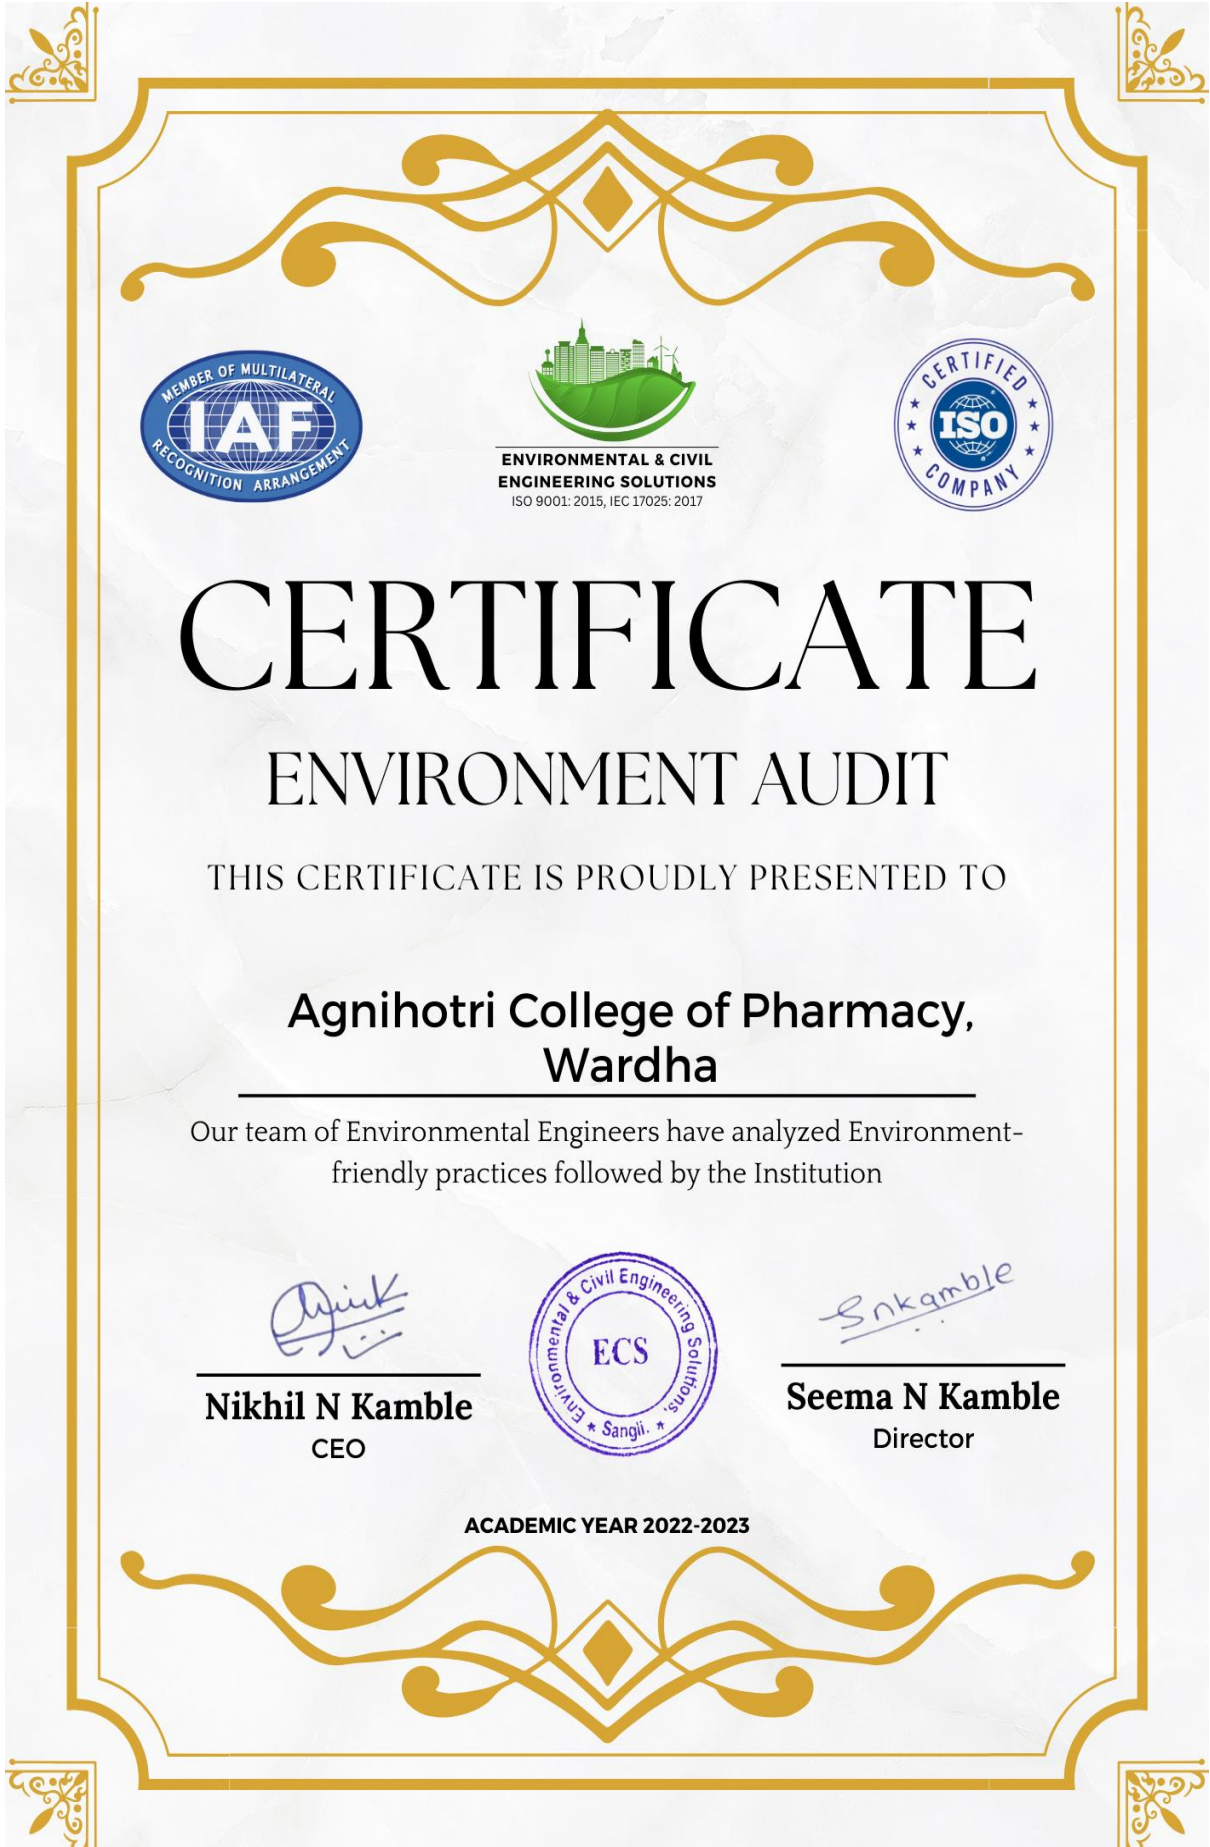 MEMBER OF MULTILATERAL
IAF
RECOGNITION ARRANGEMENT
ENVIRONMENTAL & CIVIL
ENGINEERING SOLUTIONS
ISO 9001: 2015, IEC 17025: 2017
CERTIFIED
ISO
COMPANY
CERTIFICATE
ENVIRONMENT AUDIT
THIS CERTIFICATE IS PROUDLY PRESENTED TO
Agnihotri College of Pharmacy,
Wardha
Our team of Environmental Engineers have analyzed Environment-
friendly practices followed by the Institution
Snkamble
Environmental & Civil Engineering Solutions,
ECS
Sangli.
Nikhil N Kamble
CEO
Seema N Kamble
Director
ACADEMIC YEAR 2022-2023